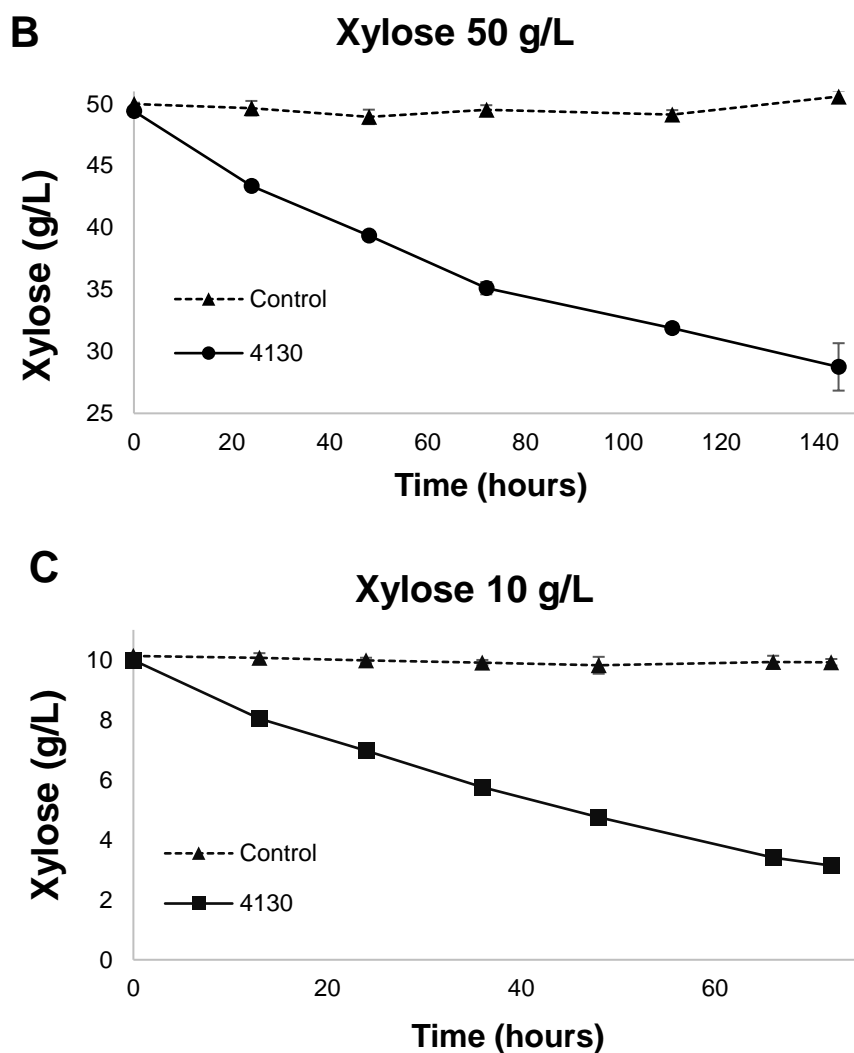 B
Xylose 50 g/L
Xylose (g/L)
50
45
40
35
30
25
Control
4130
0 20 40 60 80 100 120 140
Time (hours)
C
Xylose 10 g/L
Xylose (g/L)
10
8
6
4
2
0
Control
4130
0 20 40 60
Time (hours)